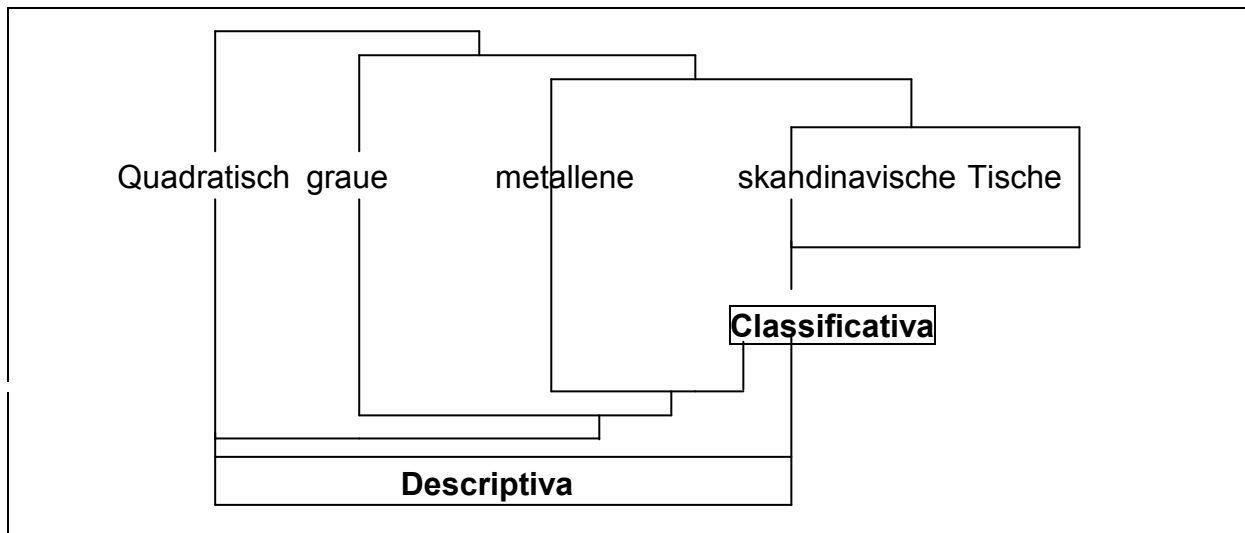 Quadratisch graue metallene skandinavische Tische
Classificativa
Descriptiva